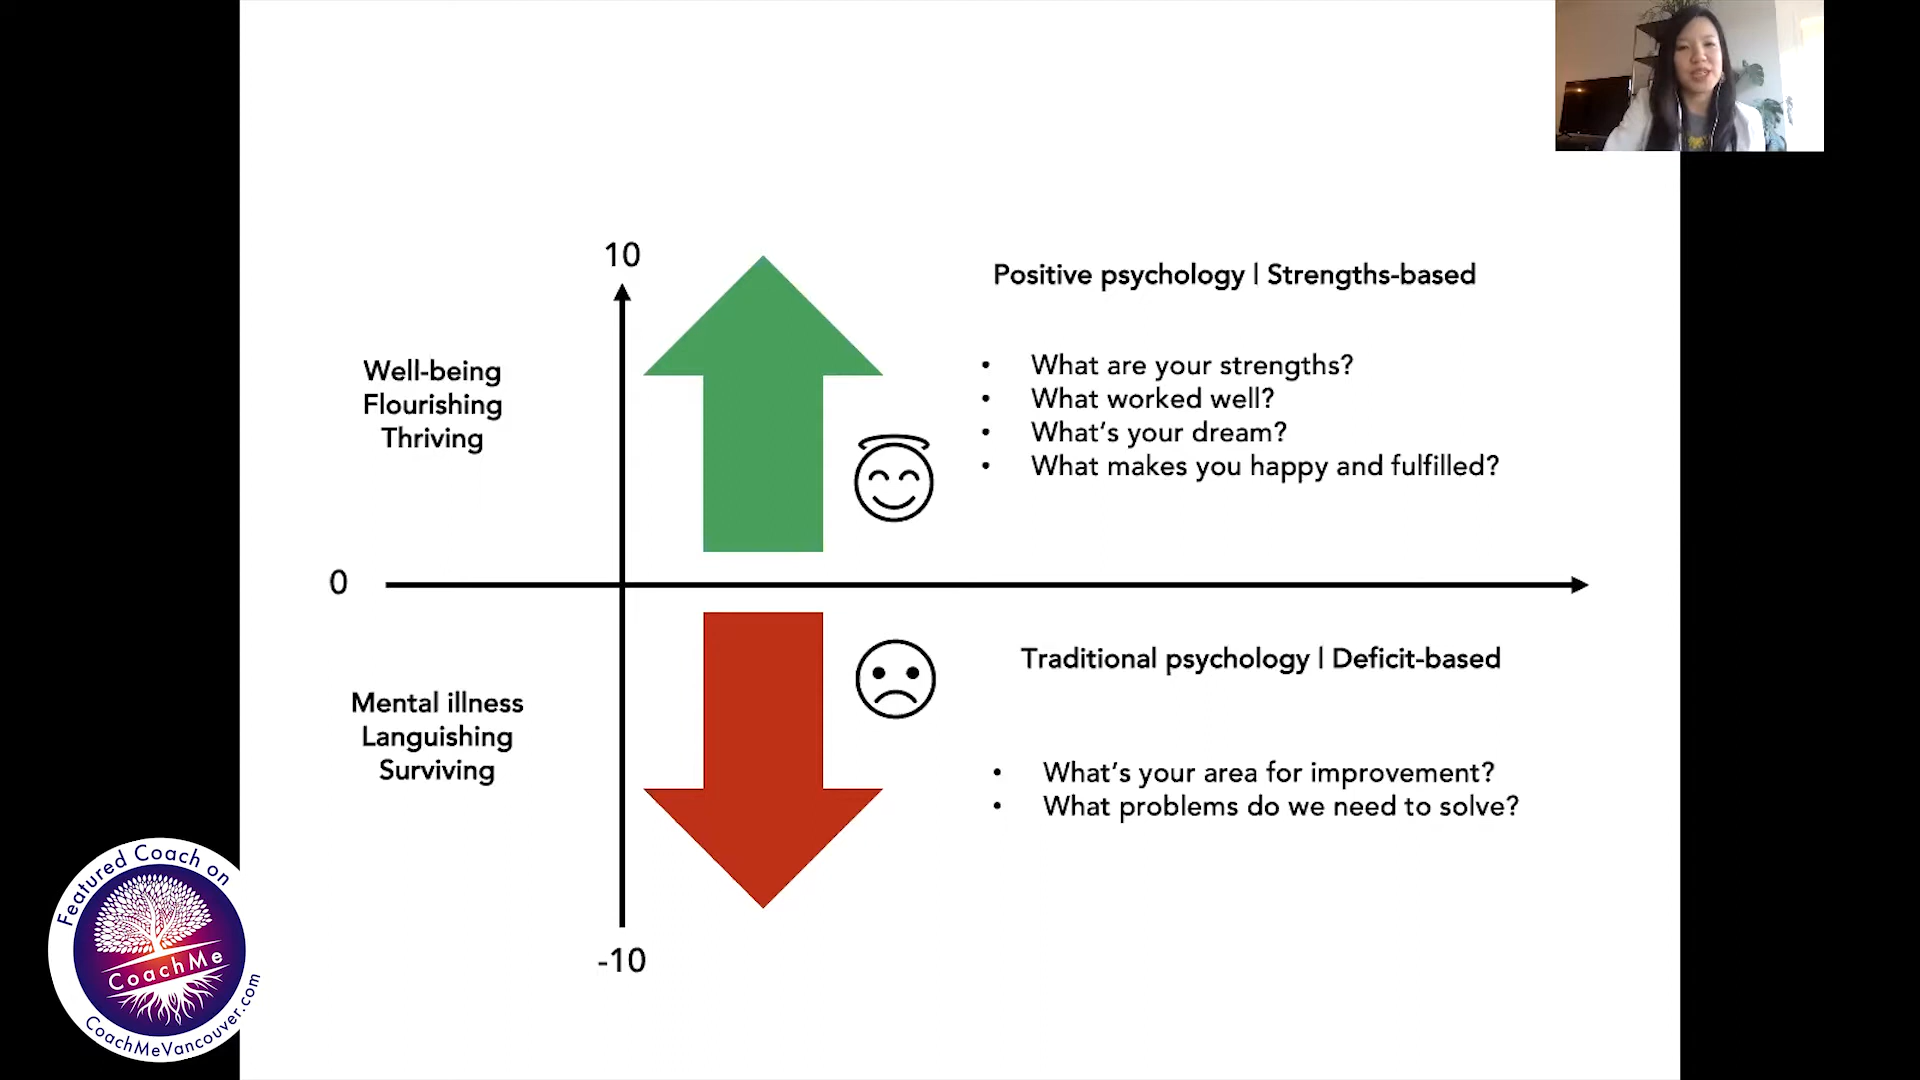 10
Positive psychology | Strengths-based
Well-being
Flourishing
Thriving
• What are your strengths?
• What worked well?
• What's your dream?
• What makes you happy and fulfilled?
0
Traditional psychology | Deficit-based
Mental illness
Languishing
Surviving
• What's your area for improvement?
• What problems do we need to solve?
-10
Featured Coach on
CoachMe
CoachMeVancouver.com